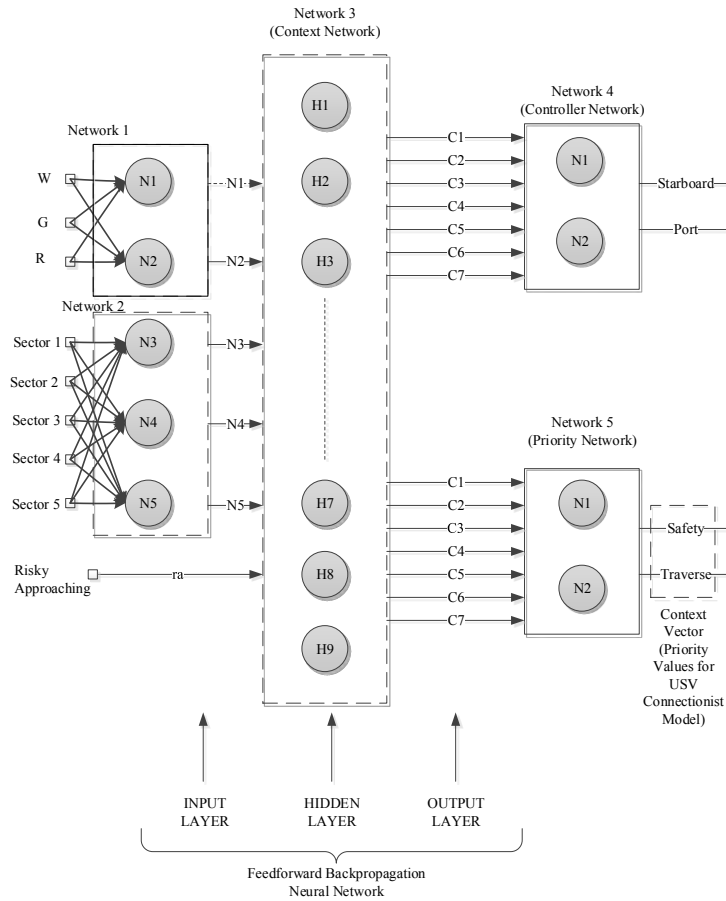 Network 3
(Context Network)
Network 1
W
G
R
N1
N2
N1
N2
Network 2
Sector 1
Sector 2
Sector 3
Sector 4
Sector 5
N3
N4
N5
N3
N4
N5
Risky
Approaching
ra
H1
H2
H3
H7
H8
H9
C1
C2
C3
C4
C5
C6
C7
Network 4
(Controller Network)
N1
N2
Starboard
Port
C1
C2
C3
C4
C5
C6
C7
Network 5
(Priority Network)
N1
N2
Safety
Traverse
Context
Vector
(Priority
Values for
USV
Connectionist
Model)
INPUT
LAYER
HIDDEN
LAYER
OUTPUT
LAYER
Feedforward Backpropagation
Neural Network